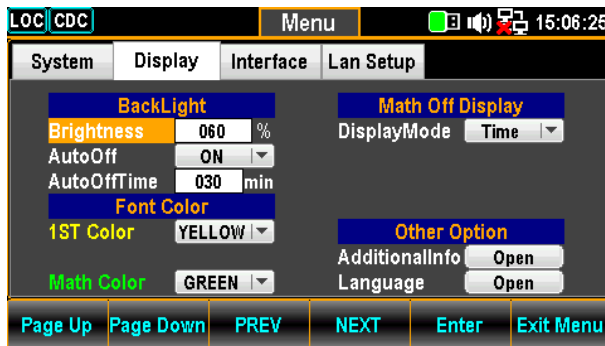 LOC CDC Menu 15:06:25
System Display Interface Lan Setup
BackLight
Brightness 060 %
AutoOff ON
AutoOffTime 030 min
Font Color
1ST Color YELLOW
Math Color GREEN
Math Off Display
DisplayMode Time
Other Option
AdditionalInfo Open
Language Open
Page Up Page Down PREV NEXT Enter Exit Menu